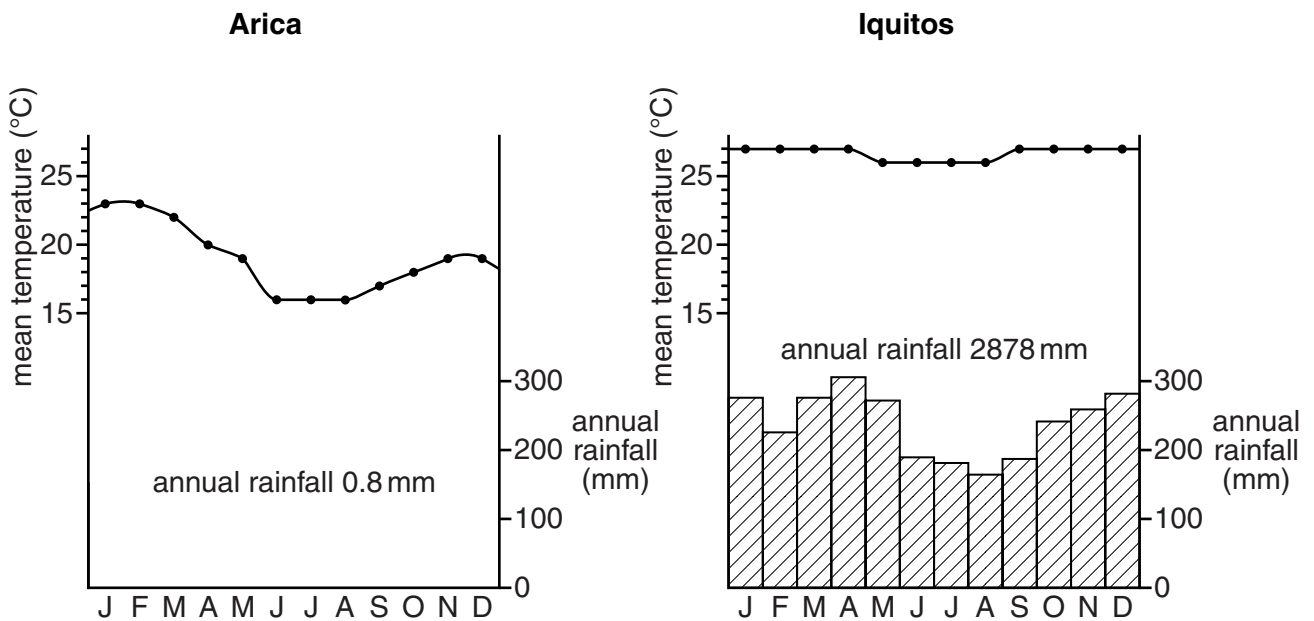 Arica
mean temperature (°C)
25
20
15
annual rainfall 0.8 mm
300
200
100
0
annual
rainfall
(mm)
J F M A M J J A S O N D
Iquitos
mean temperature (°C)
25
20
15
annual rainfall 2878 mm
300
200
100
0
annual
rainfall
(mm)
J F M A M J J A S O N D